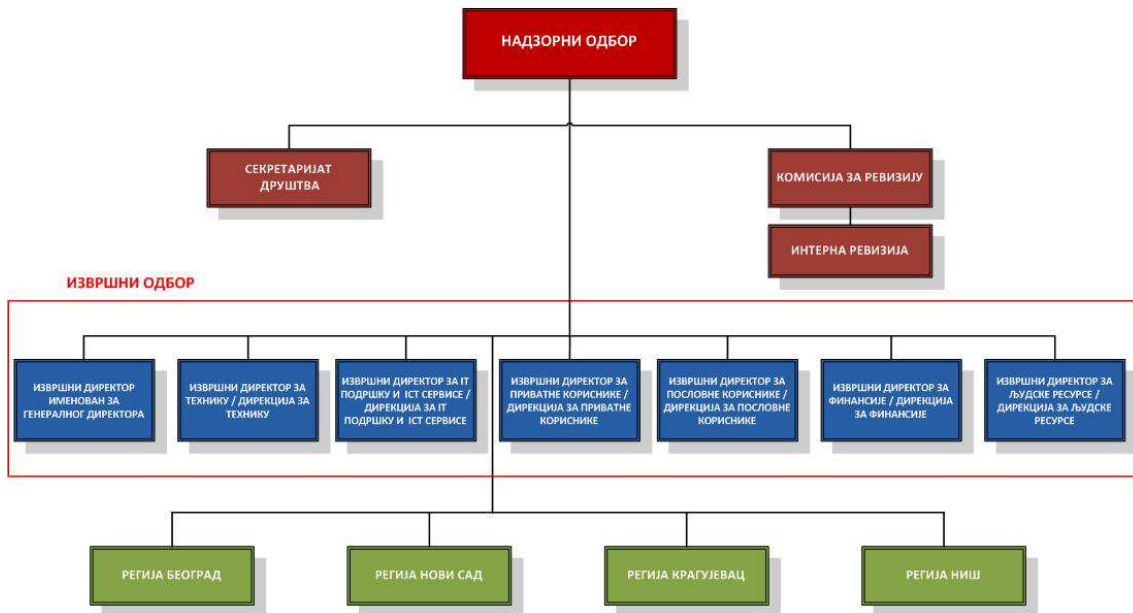 НАДЗОРНИ ОДБОР
СЕКРЕТАРИЈАТ
ДРУШТВА
КОМИСИЈА ЗА РЕВИЗИЈУ
ИНТЕРНА РЕВИЗИЈА
ИЗВРШНИ ОДБОР
ИЗВРШНИ ДИРЕКТОР
ИМЕНОВАН ЗА
ГЕНЕРАЛНОГ ДИРЕКТОРА
ИЗВРШНИ ДИРЕКТОР ЗА
ТЕХНИКУ / ДИРЕКЦИЈА ЗА
ТЕХНИКУ
ИЗВРШНИ ДИРЕКТОР ЗА IT
ПОДРШКУ И ICT СЕРВИСЕ /
ДИРЕКЦИЈА ЗА IT
ПОДРШКУ И ICT СЕРВИСЕ
ИЗВРШНИ ДИРЕКТОР ЗА
ПРИВАТНЕ КОРИСНИКЕ /
ДИРЕКЦИЈА ЗА ПРИВАТНЕ
КОРИСНИКЕ
ИЗВРШНИ ДИРЕКТОР ЗА
ПОСЛОВНЕ КОРИСНИКЕ /
ДИРЕКЦИЈА ЗА ПОСЛОВНЕ
КОРИСНИКЕ
ИЗВРШНИ ДИРЕКТОР ЗА
ФИНАНСИЈЕ / ДИРЕКЦИЈА
ЗА ФИНАНСИЈЕ
ИЗВРШНИ ДИРЕКТОР ЗА
ЉУДСКЕ РЕСУРСЕ /
ДИРЕКЦИЈА ЗА ЉУДСКЕ
РЕСУРСЕ
РЕГИЈА БЕОГРАД
РЕГИЈА НОВИ САД
РЕГИЈА КРАГУЈЕВАЦ
РЕГИЈА НИШ